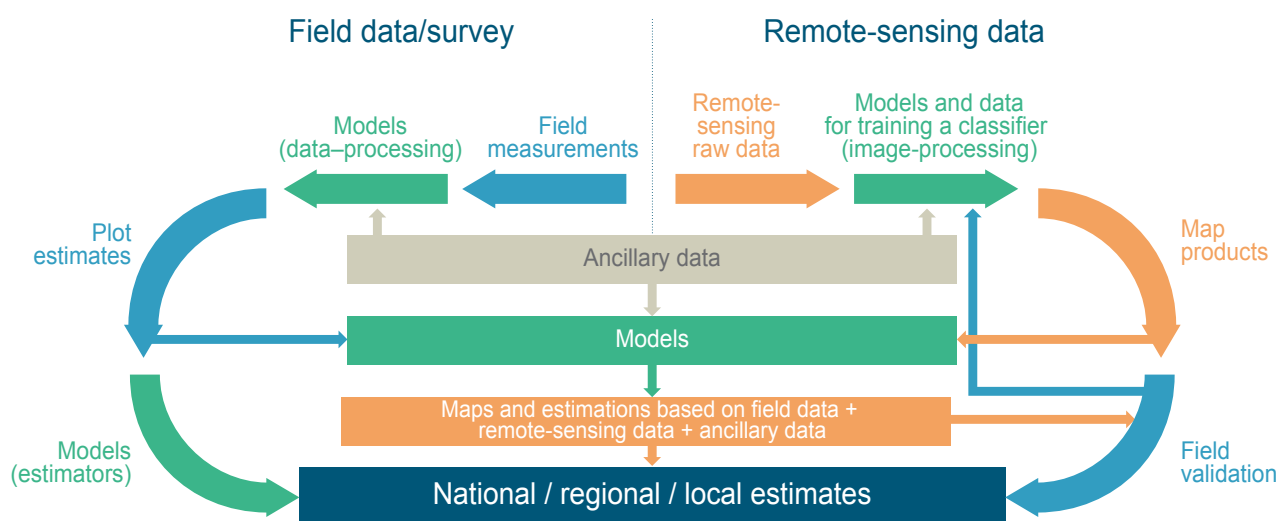 Field data/survey
Remote-sensing data
Models
(data–processing)
Field
measurements
Remote-
sensing
raw data
Models and data
for training a classifier
(image-processing)
Plot
estimates
Map
products
Ancillary data
Models
Maps and estimations based on field data +
remote-sensing data + ancillary data
Models
(estimators)
Field
validation
National / regional / local estimates